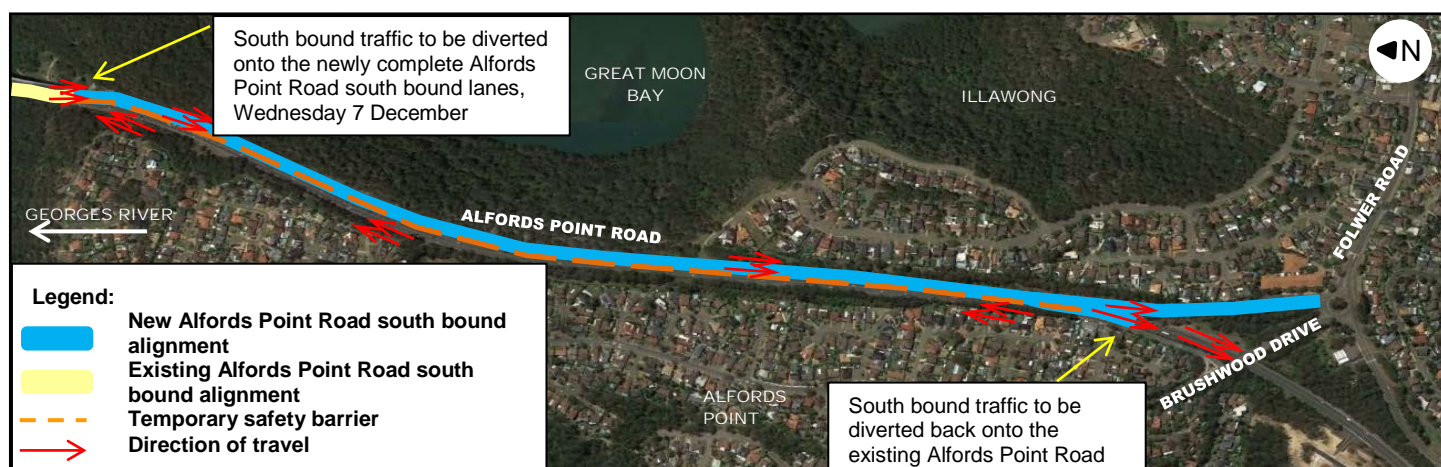 South bound traffic to be diverted
onto the newly complete Alfords
Point Road south bound lanes,
Wednesday 7 December
GREAT MOON
BAY
ILLAWONG
N
GEORGES RIVER
ALFORDS POINT ROAD
FOLWER ROAD
BRUSHWOOD DRIVE
ALFORDS
POINT
South bound traffic to be
diverted back onto the
existing Alfords Point Road
Legend:
New Alfords Point Road south bound
alignment
Existing Alfords Point Road south
bound alignment
Temporary safety barrier
Direction of travel